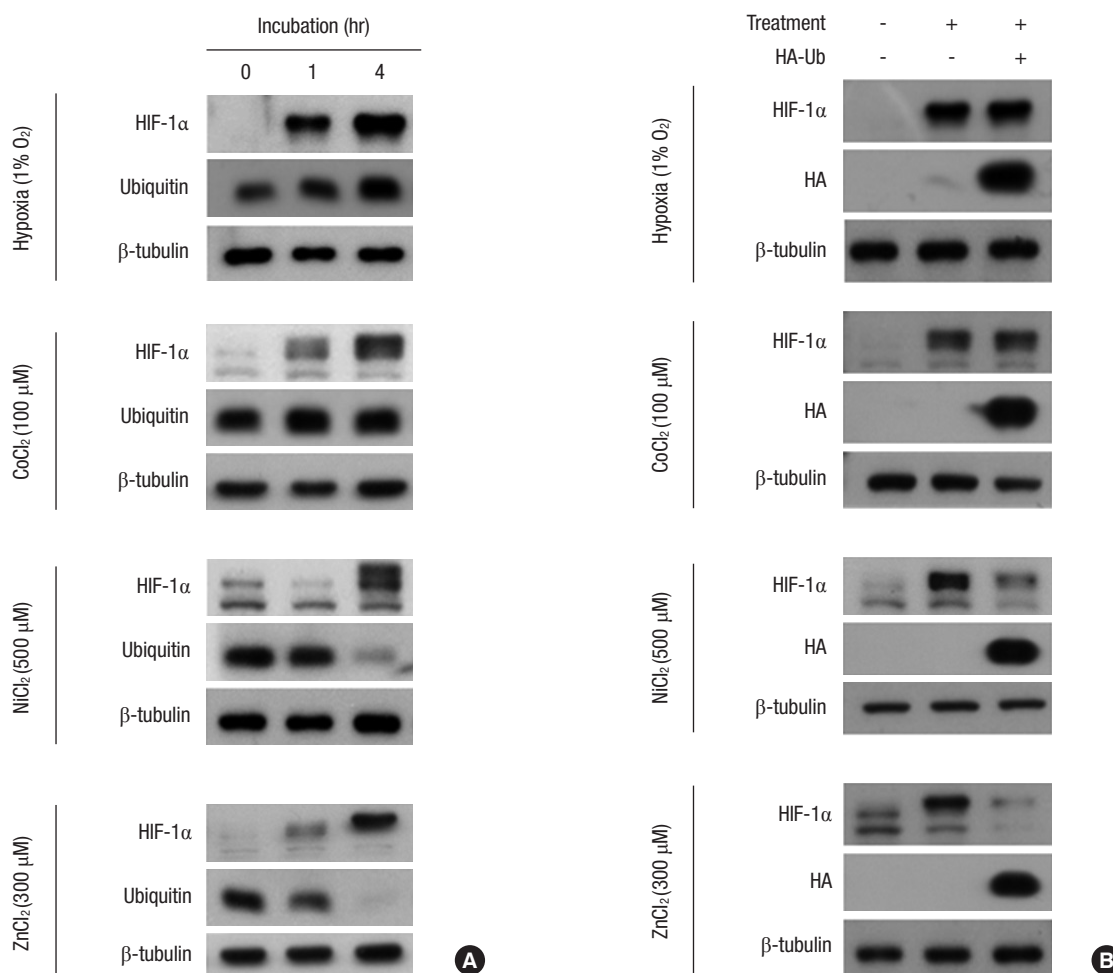 Incubation (hr)
0 1 4
Hypoxia (1% O₂)
HIF-1α
Ubiquitin
β-tubulin
CoCl₂ (100 μM)
HIF-1α
Ubiquitin
β-tubulin
NiCl₂ (500 μM)
HIF-1α
Ubiquitin
β-tubulin
ZnCl₂ (300 μM)
HIF-1α
Ubiquitin
β-tubulin
A
Treatment - + +
HA-Ub - - +
Hypoxia (1% O₂)
HIF-1α
HA
β-tubulin
CoCl₂ (100 μM)
HIF-1α
HA
β-tubulin
NiCl₂ (500 μM)
HIF-1α
HA
β-tubulin
ZnCl₂ (300 μM)
HIF-1α
HA
β-tubulin
B